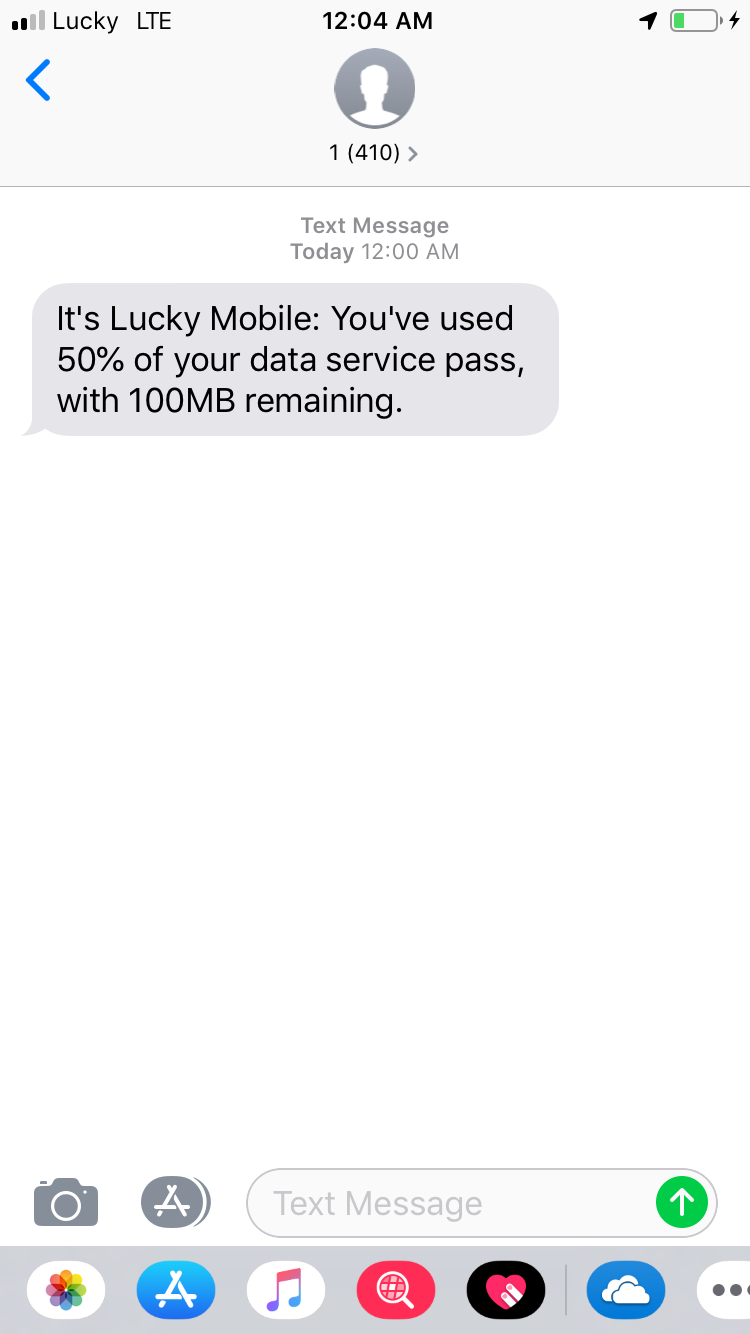 Lucky LTE 12:04 AM
1 (410)
Text Message
Today 12:00 AM
It's Lucky Mobile: You've used
50% of your data service pass,
with 100MB remaining.
Text Message